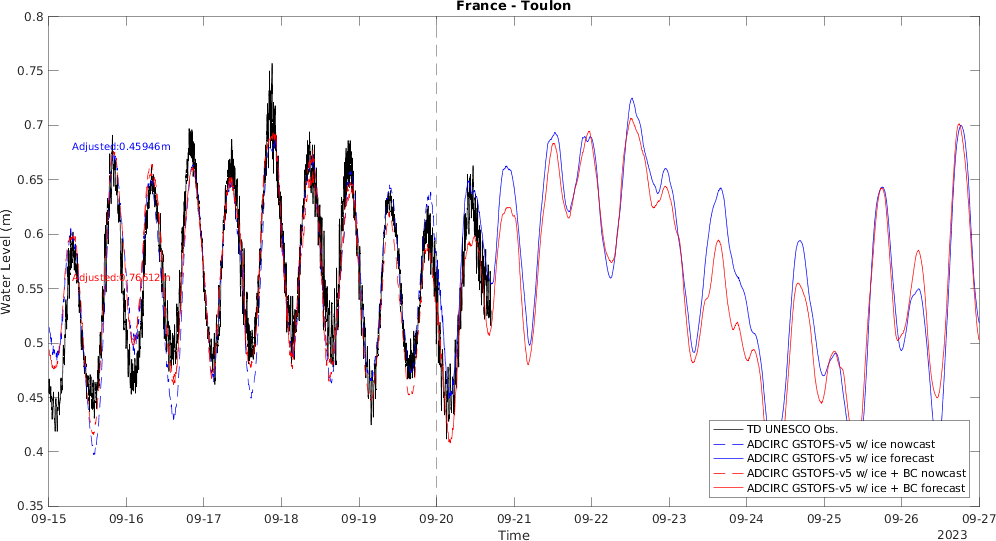 France - Toulon
0.8
0.75
0.7
0.65
0.6
0.55
0.5
0.45
0.4
0.35
Water Level (m)
Adjusted:0.45946m
TD UNESCO Obs.
ADCIRC GSTOFS-v5 w/ ice nowcast
ADCIRC GSTOFS-v5 w/ ice forecast
ADCIRC GSTOFS-v5 w/ ice + BC nowcast
ADCIRC GSTOFS-v5 w/ ice + BC forecast
09-15 09-16 09-17 09-18 09-19 09-20 09-21 09-22 09-23 09-24 09-25 09-26 09-27
Time
2023